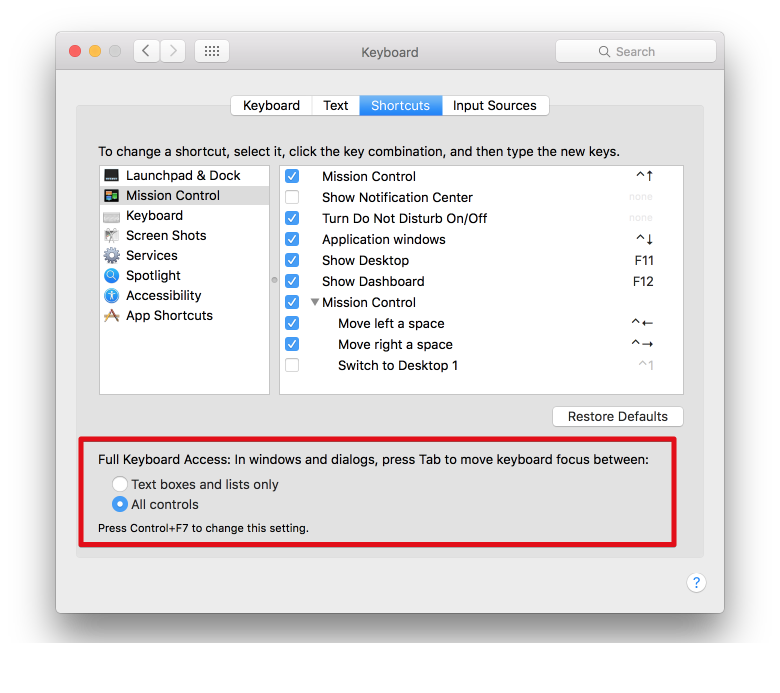 Keyboard
Search
Keyboard Text Shortcuts Input Sources
To change a shortcut, select it, click the key combination, and then type the new keys.
Launchpad & Dock
Mission Control
Keyboard
Screen Shots
Services
Spotlight
Accessibility
App Shortcuts
Mission Control ^↑
Show Notification Center none
Turn Do Not Disturb On/Off none
Application windows ^↓
Show Desktop F11
Show Dashboard F12
Mission Control
Move left a space ^←
Move right a space ^→
Switch to Desktop 1 ^1
Restore Defaults
Full Keyboard Access: In windows and dialogs, press Tab to move keyboard focus between:
Text boxes and lists only
All controls
Press Control+F7 to change this setting.
?